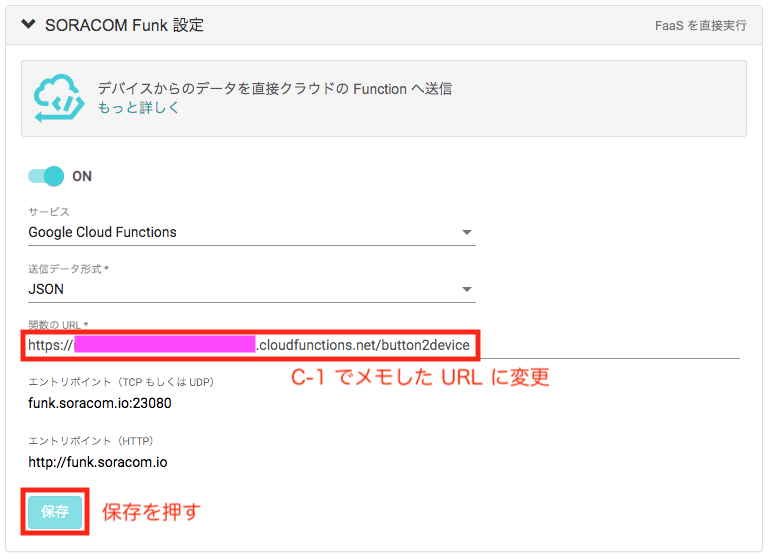 SORACOM Funk 設定
FaaS を直接実行
デバイスからのデータを直接クラウドの Function へ送信
もっと詳しく
ON
サービス
Google Cloud Functions
送信データ形式 *
JSON
関数の URL *
https:// .cloudfunctions.net/button2device
C-1 でメモした URL に変更
エントリポイント（TCP もしくは UDP）
funk.soracom.io:23080
エントリポイント（HTTP）
http://funk.soracom.io
保存
保存を押す